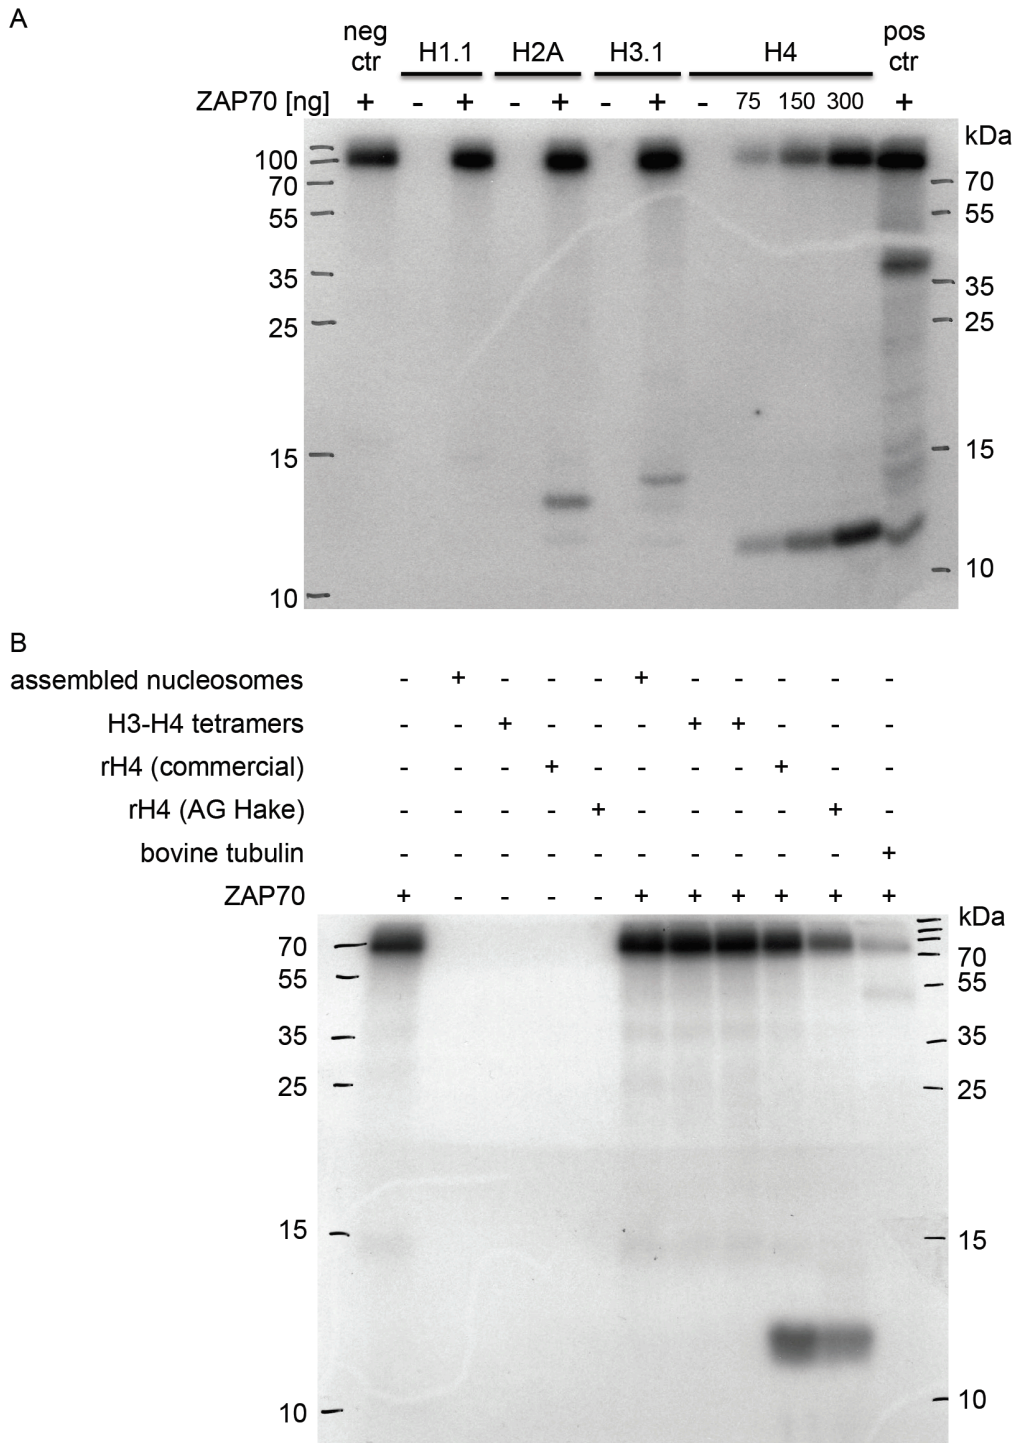 A
neg ctr H1.1 H2A H3.1 H4 pos ctr
ZAP70 [ng] + - + - + - + - 75 150 300 +
kDa
100
70 70
55 55
35 35
25 25
15 15
10 10
B
assembled nucleosomes - + - - - + - - - - -
H3-H4 tetramers - - + - - - + + - - -
rH4 (commercial) - - - + - - - - + - -
rH4 (AG Hake) - - - - + - - - - + -
bovine tubulin - - - - - - - - - - +
ZAP70 + - - - - + + + + + +
kDa
70 70
55 55
35 35
25 25
15 15
10 10